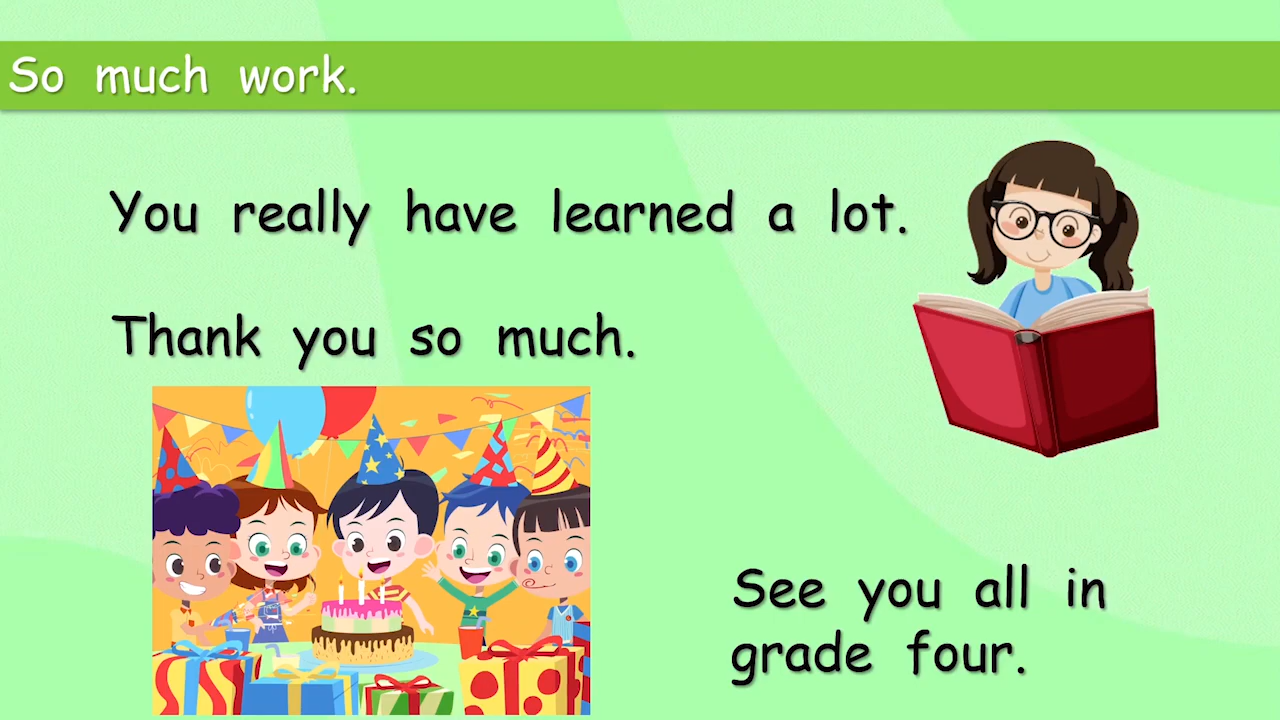 So much work.
You really have learned a lot.
Thank you so much.
See you all in
grade four.